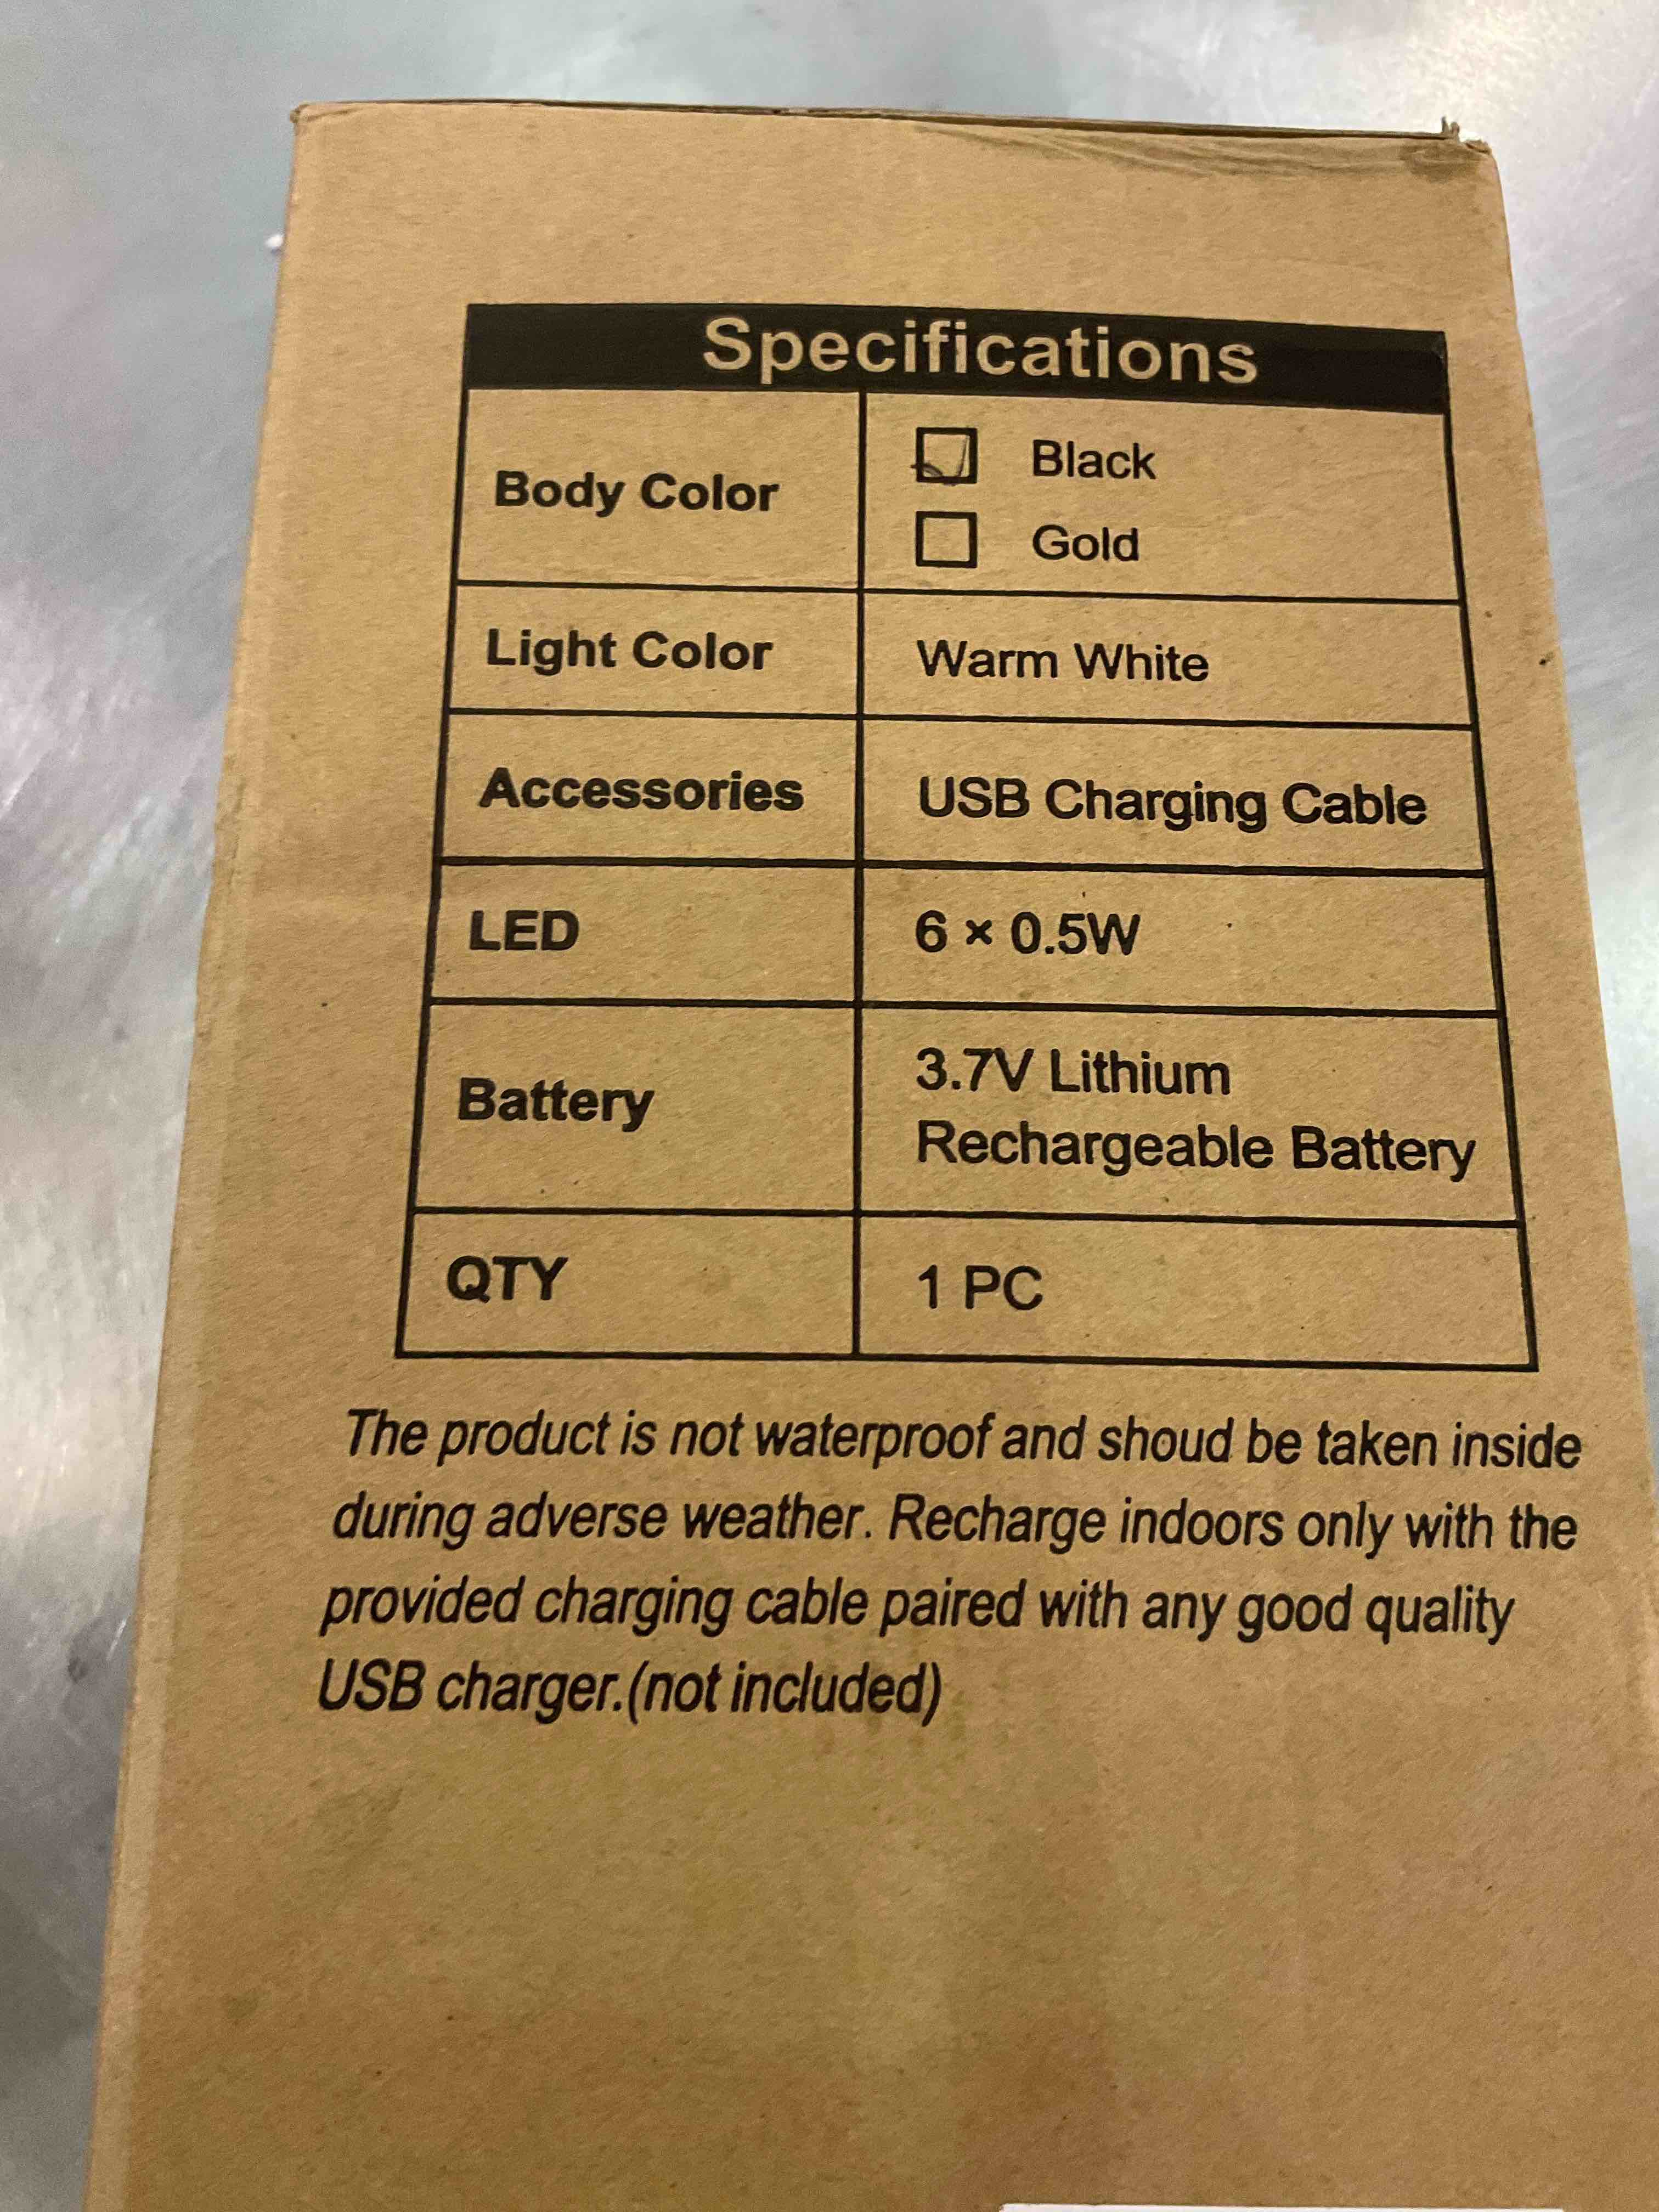 Specifications
Body Color
Black
Gold
Light Color
Warm White
Accessories
USB Charging Cable
LED
6 × 0.5W
Battery
3.7V Lithium
Rechargeable Battery
QTY
1 PC
The product is not waterproof and shoud be taken inside
during adverse weather. Recharge indoors only with the
provided charging cable paired with any good quality
USB charger.(not included)